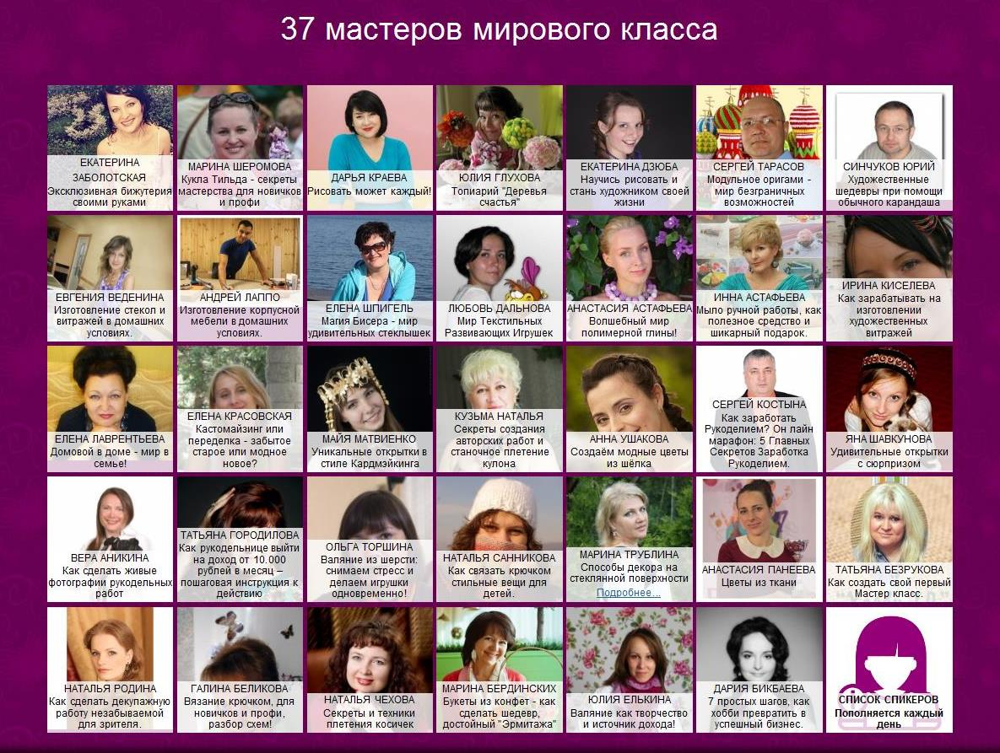 37 мастеров мирового класса
ЕКАТЕРИНА
ЗАБОЛОТСКАЯ
Эксклюзивная бижутерия
своими руками
МАРИНА ШЕРОМОВА
Кукла Тильда - секреты
мастерства для новичков
и профи
ДАРЬЯ КРАЕВА
Рисовать может каждый!
ЮЛИЯ ГЛУХОВА
Топиарий "Деревья
счастья"
ЕКАТЕРИНА ДЗЮБА
Научись рисовать и
стань художником своей
жизни
СЕРГЕЙ ТАРАСОВ
Модульное оригами -
мир безграничных
возможностей
СИНЧУКОВ ЮРИЙ
Художественные
шедевры при помощи
обычного карандаша
ЕВГЕНИЯ ВЕДЕНИНА
Изготовление стекол и
витражей в домашних
условиях.
АНДРЕЙ ЛАППО
Изготовление корпусной
мебели в домашних
условиях.
ЕЛЕНА ШПИГЕЛЬ
Магия Бисера - мир
удивительных стеклышек
ЛЮБОВЬ ДАЛЬНОВА
Мир Текстильных
Развивающих Игрушек
АНАСТАСИЯ АСТАФЬЕВА
Волшебный мир
полимерной глины!
ИННА АСТАФЬЕВА
Мыло ручной работы, как
полезное средство и
шикарный подарок.
ИРИНА КИСЕЛЕВА
Как зарабатывать на
изготовлении
художественных
витражей
ЕЛЕНА ЛАВРЕНТЬЕВА
Домовой в доме - мир в
семье!
ЕЛЕНА КРАСОВСКАЯ
Кастомайзинг или
переделка - забытое
старое или модное
новое?
МАЙЯ МАТВИЕНКО
Уникальные открытки в
стиле Кардмэйкинга
КУЗЬМА НАТАЛЬЯ
Секреты создания
авторских работ и
станочное плетение
кулона
АННА УШАКОВА
Создаём модные цветы
из шёлка
СЕРГЕЙ КОСТЫНА
Как заработать
Рукоделием? Он лайн
марафон: 5 Главных
Секретов Заработка
Рукоделием.
ЯНА ШАВКУНОВА
Удивительные открытки
с сюрпризом
ВЕРА АНИКИНА
Как сделать живые
фотографии рукодельных
работ
ТАТЬЯНА ГОРОДИЛОВА
Как рукодельнице выйти
на доход от 10.000
рублей в месяц –
пошаговая инструкция к
действию
ОЛЬГА ТОРШИНА
Валяние из шерсти:
снимаем стресс и
делаем игрушки
одновременно!
НАТАЛЬЯ САННИКОВА
Как связать крючком
стильные вещи для
детей.
МАРИНА ТРУБЛИНА
Способы декора на
стеклянной поверхности
Подробнее...
АНАСТАСИЯ ПАНЕЕВА
Цветы из ткани
ТАТЬЯНА БЕЗРУКОВА
Как создать свой первый
Мастер класс.
НАТАЛЬЯ РОДИНА
Как сделать декупажную
работу незабываемой
для зрителя.
ГАЛИНА БЕЛИКОВА
Вязание крючком, для
новичков и профи,
разбор схем!
НАТАЛЬЯ ЧЕХОВА
Секреты и техники
плетения косичек
МАРИНА БЕРДИНСКИХ
Букеты из конфет - как
сделать шедевр,
достойный "Эрмитажа"
ЮЛИЯ ЕЛЬКИНА
Валяние как творчество
и источник дохода!
ДАРИЯ БИКБАЕВА
7 простых шагов, как
хобби превратить в
успешный бизнес.
СПИСОК СПИКЕРОВ
Пополняется каждый
день